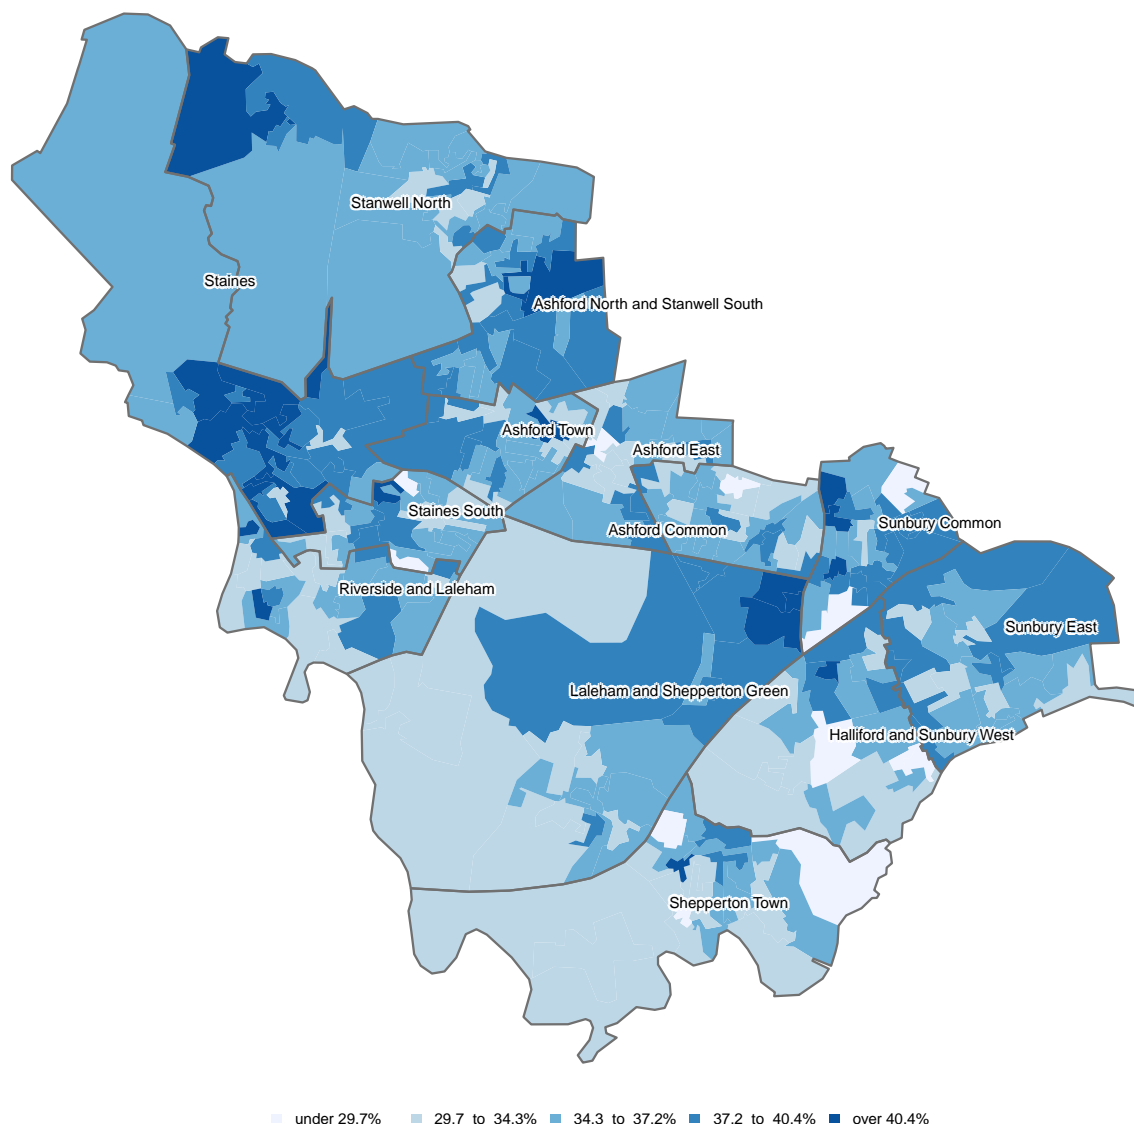 Stanwell North
Staines
Ashford North and Stanwell South
Ashford Town
Ashford East
Staines South
Ashford Common
Sunbury Common
Riverside and Laleham
Sunbury East
Laleham and Shepperton Green
Halliford and Sunbury West
Shepperton Town
under 29.7% 29.7 to 34.3% 34.3 to 37.2% 37.2 to 40.4% over 40.4%